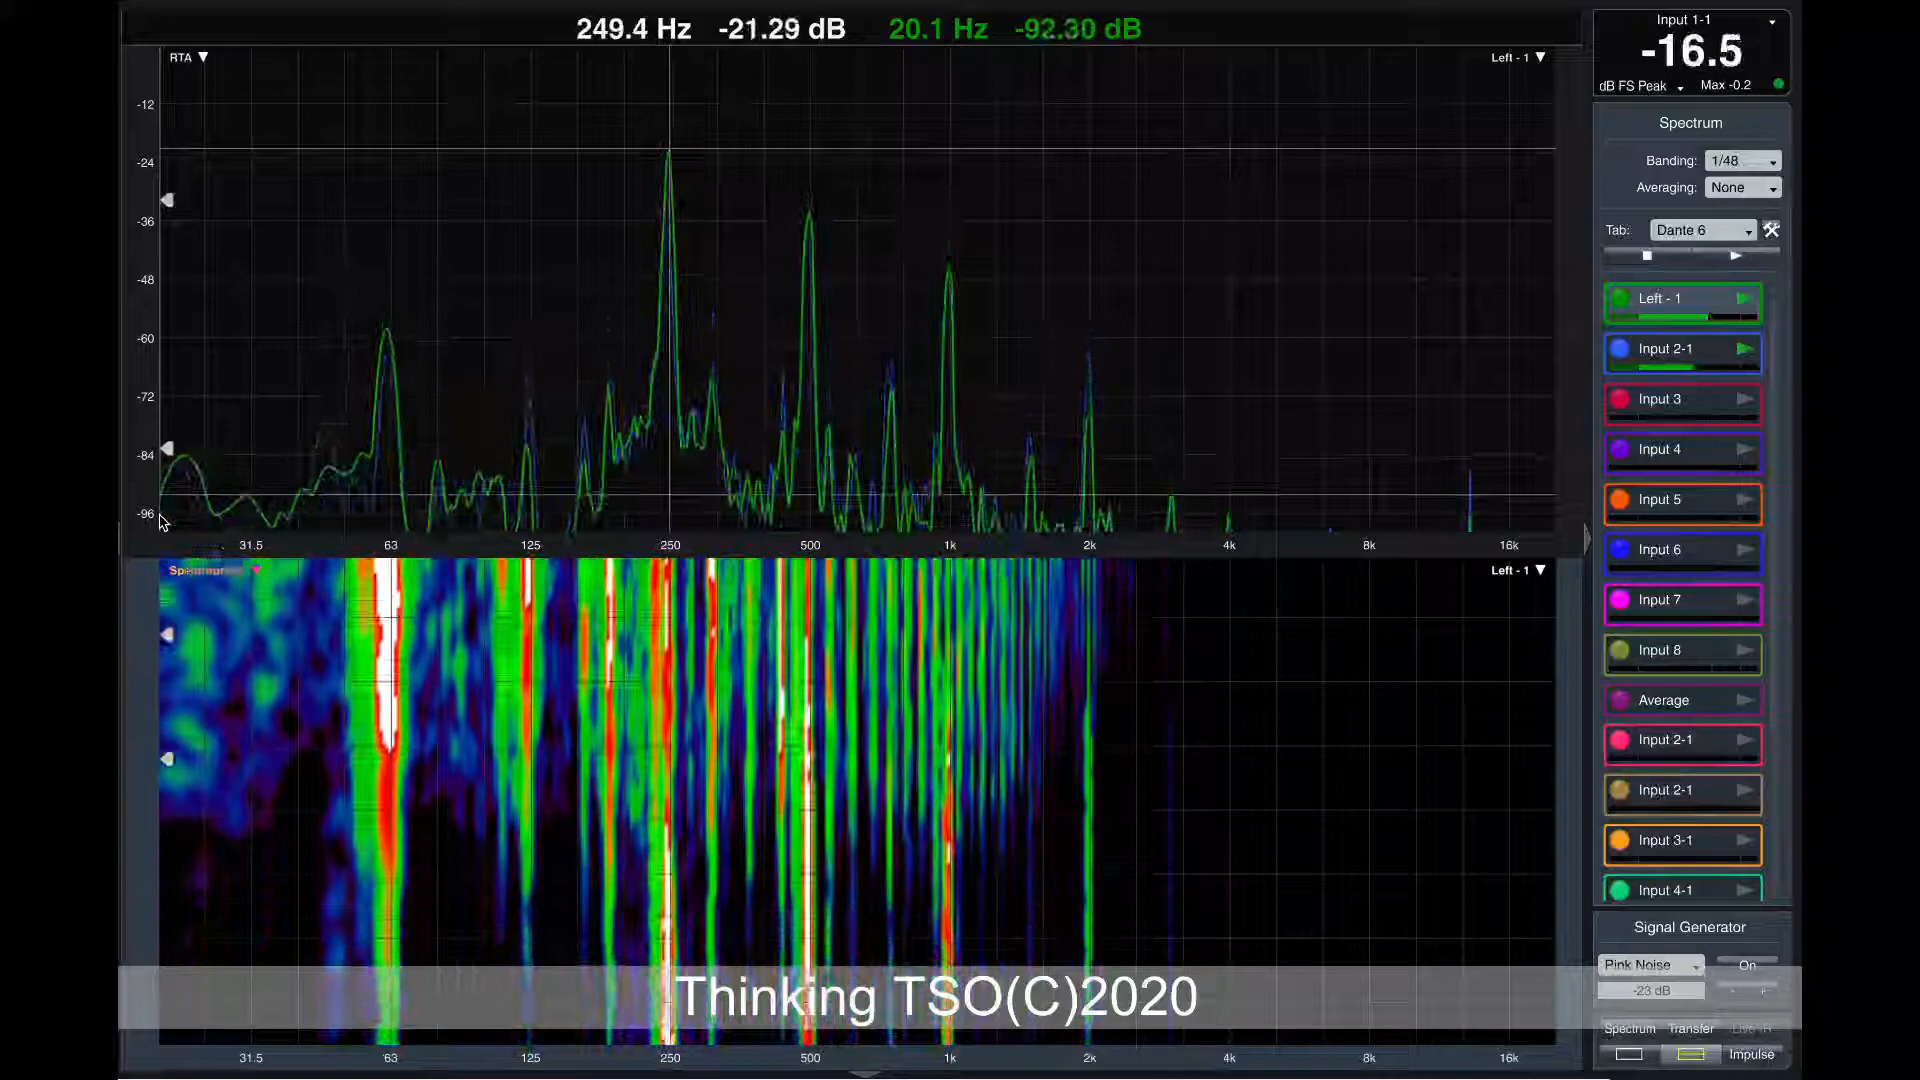 249.4 Hz -21.29 dB 20.1 Hz -92.30 dB
RTA
Left - 1
-12
-24
-36
-48
-60
-72
-84
-96
31.5 63 125 250 500 1k 2k 4k 8k 16k
Left - 1
31.5 63 125 250 500 1k 2k 4k 8k 16k
Thinking TSO(C)2020
Input 1-1
-16.5
dB FS Peak Max -0.2
Spectrum
Banding: 1/48
Averaging: None
Tab: Dante 6
Left - 1
Input 2-1
Input 3
Input 4
Input 5
Input 6
Input 7
Input 8
Average
Input 2-1
Input 2-1
Input 3-1
Input 4-1
Signal Generator
Pink Noise On
-23 dB
Spectrum Transfer Live IR
Impulse